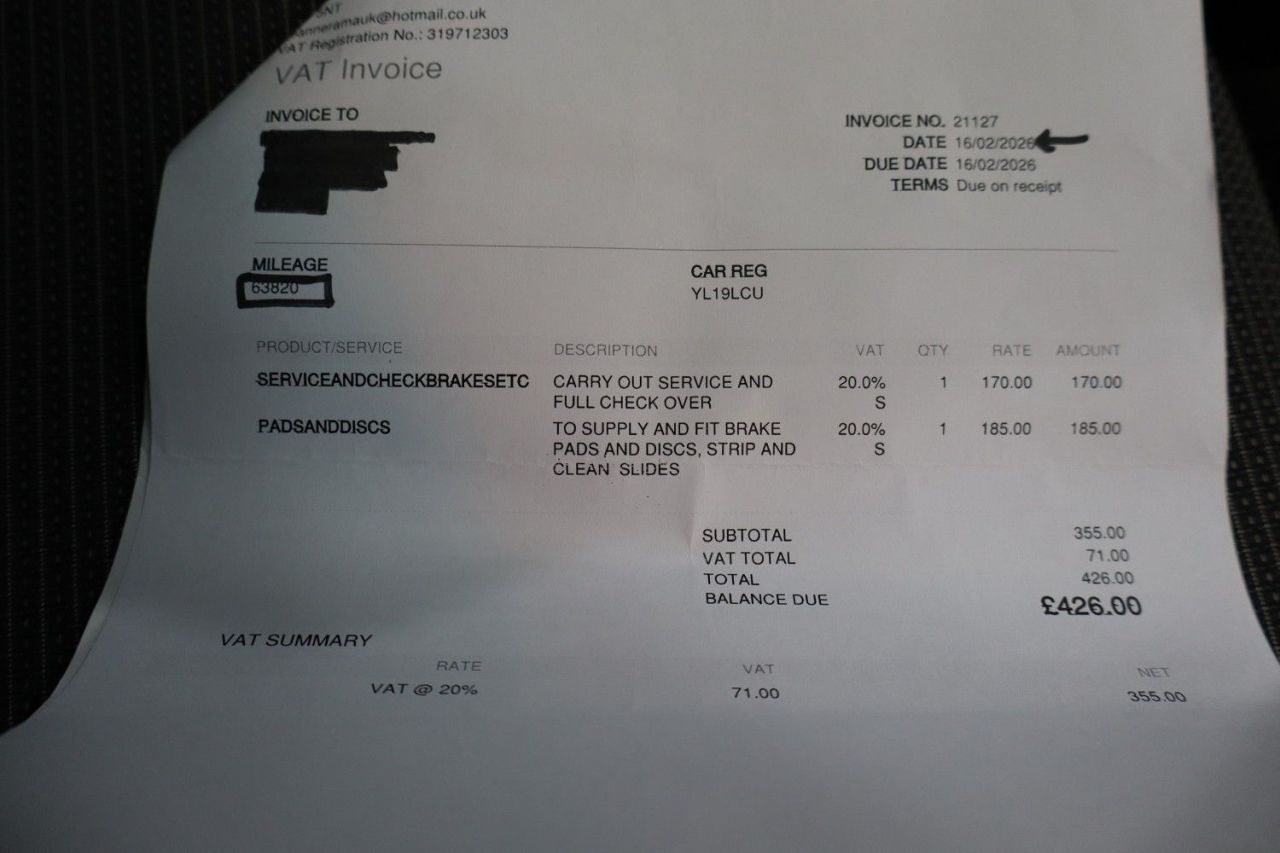 VAT Registration No.: 319712303
VAT Invoice
INVOICE TO
INVOICE NO. 21127
DATE 16/02/2026
DUE DATE 16/02/2026
TERMS Due on receipt
MILEAGE
63820
CAR REG
YL19LCU
PRODUCT/SERVICE DESCRIPTION VAT QTY RATE AMOUNT
SERVICEANDCHECKBRAKESETC CARRY OUT SERVICE AND 20.0% 1 170.00 170.00
FULL CHECK OVER S
PADSANDDISCS TO SUPPLY AND FIT BRAKE 20.0% 1 185.00 185.00
PADS AND DISCS, STRIP AND S
CLEAN SLIDES
SUBTOTAL 355.00
VAT TOTAL 71.00
TOTAL 426.00
BALANCE DUE £426.00
VAT SUMMARY
RATE VAT NET
VAT @ 20% 71.00 355.00